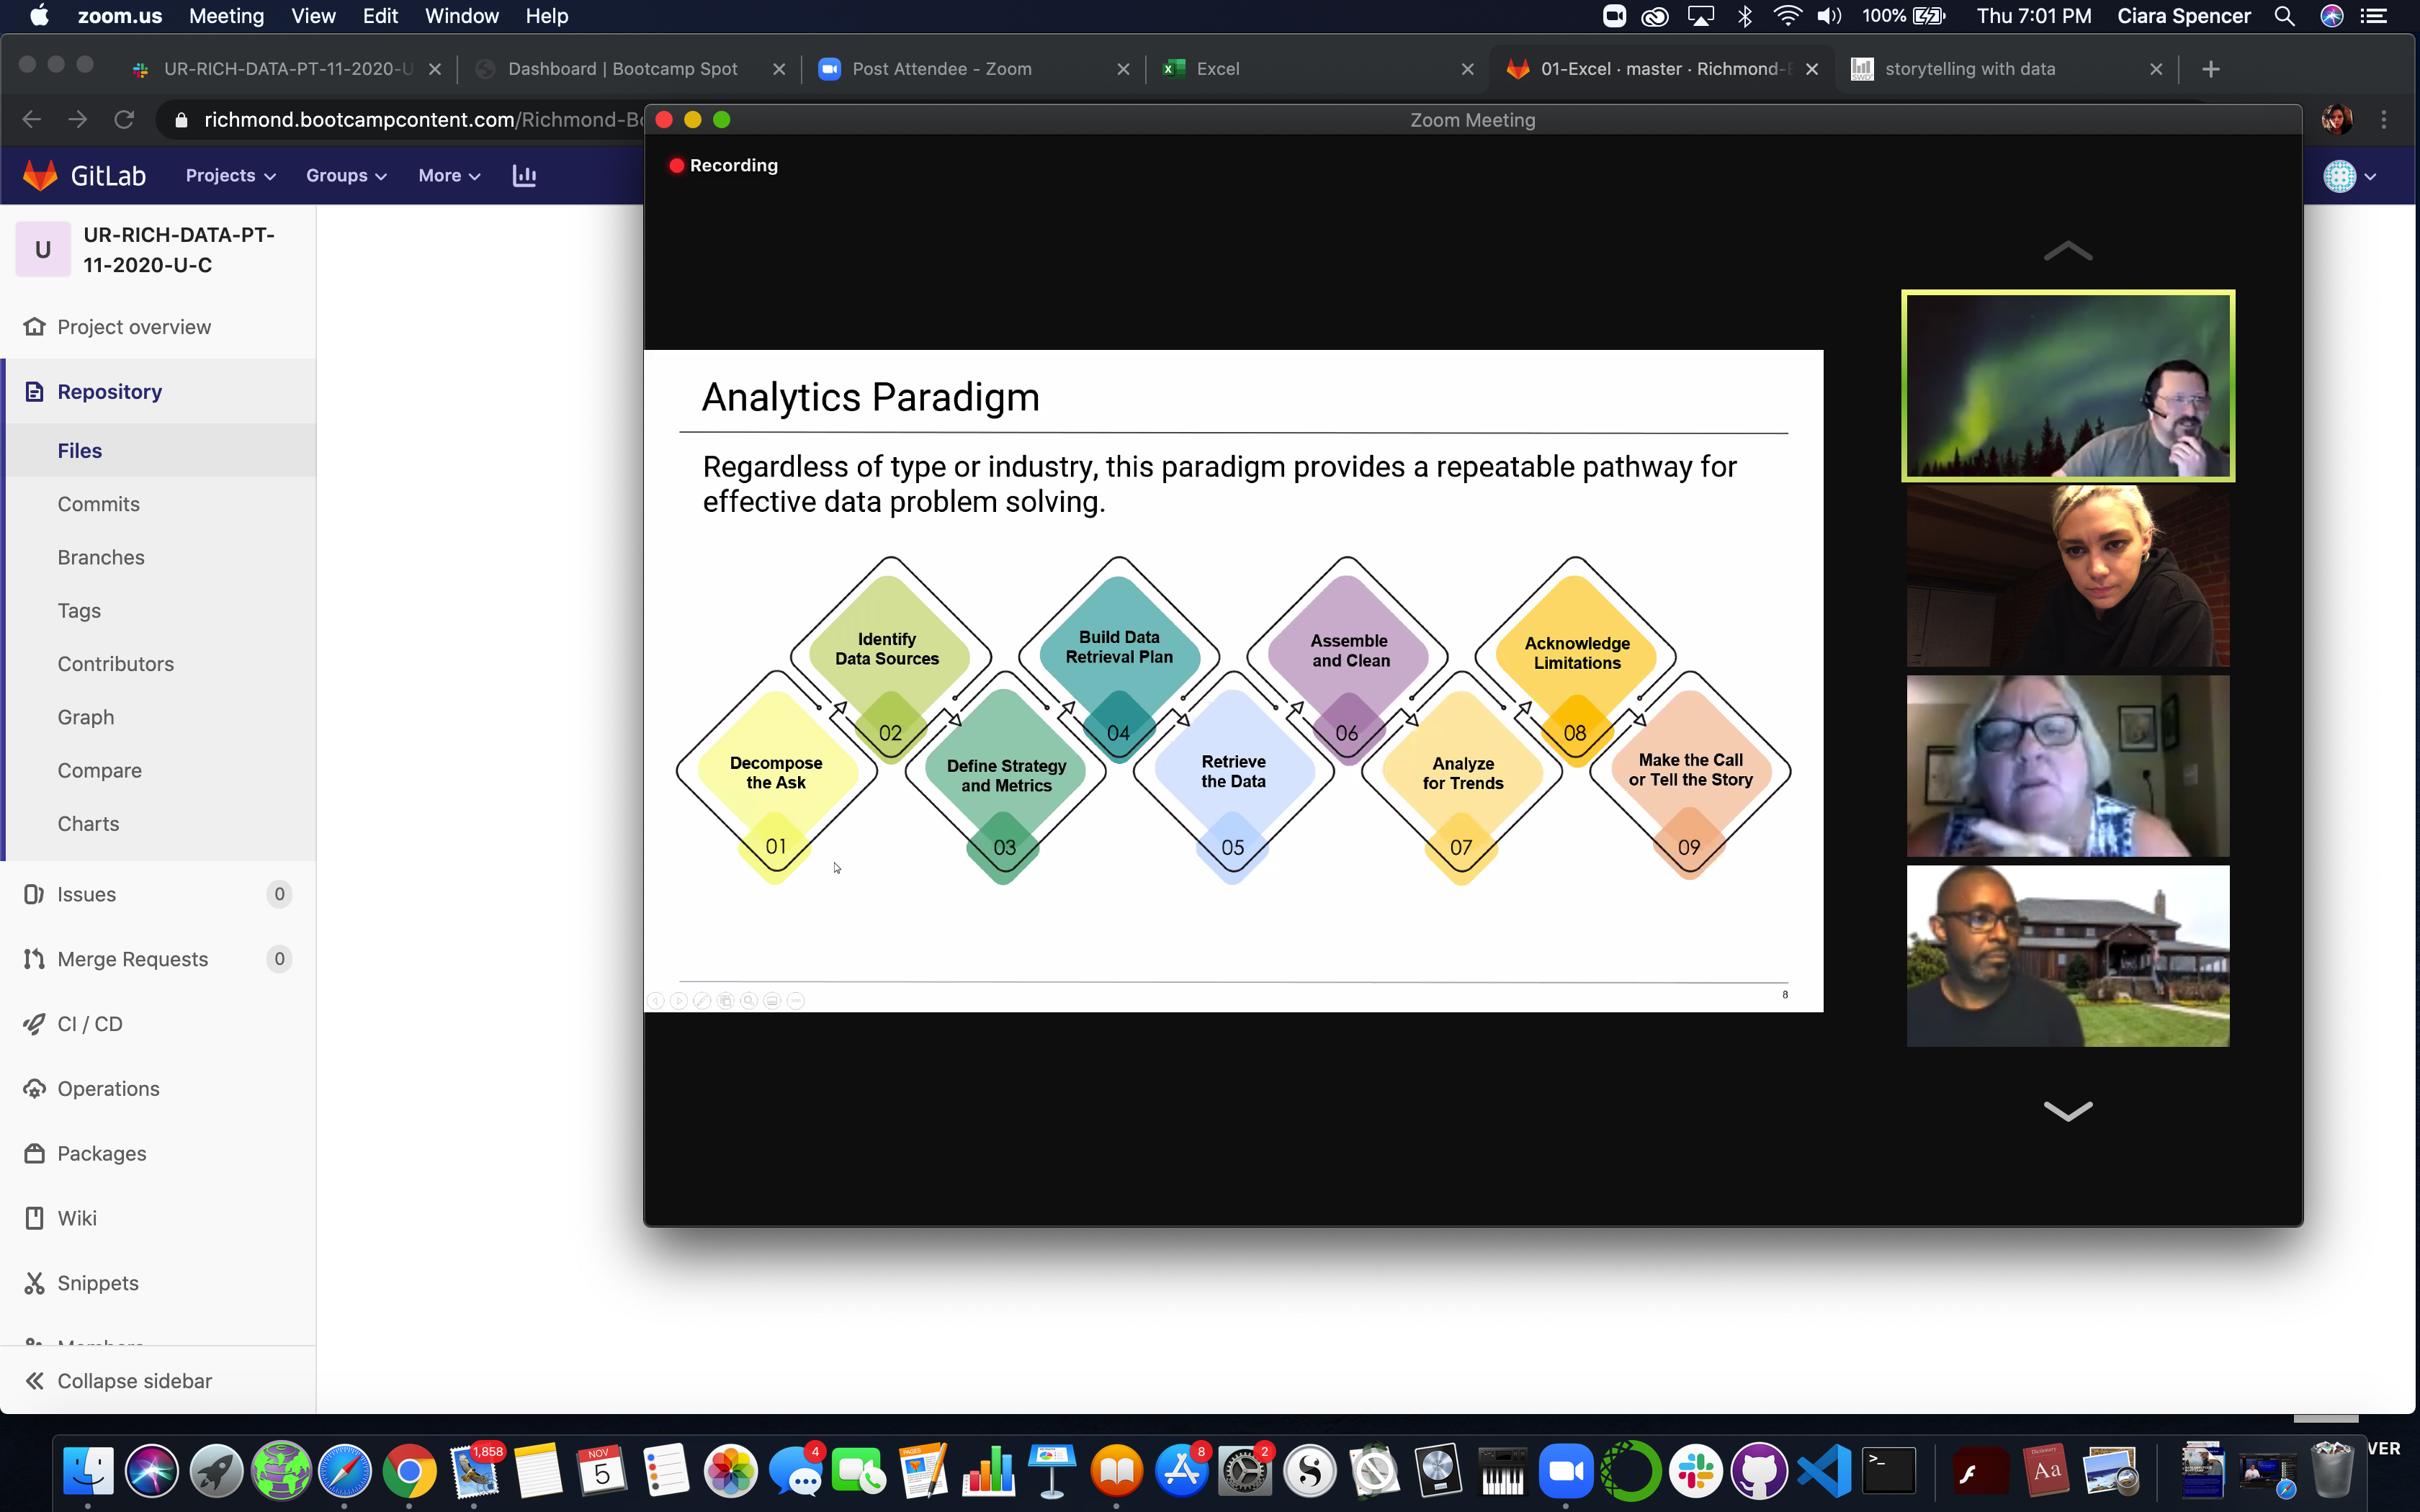 zoom.us Meeting View Edit Window Help 100% Thu 7:01 PM Ciara Spencer
UR-RICH-DATA-PT-11-2020-U Dashboard | Bootcamp Spot Post Attendee - Zoom Excel 01-Excel · master · Richmond- storytelling with data
richmond.bootcampcontent.com/Richmond-Bo
Zoom Meeting
Recording
GitLab Projects Groups More
U
UR-RICH-DATA-PT-
11-2020-U-C
Project overview
Repository
Files
Commits
Branches
Tags
Contributors
Graph
Compare
Charts
Issues 0
Merge Requests 0
CI / CD
Operations
Packages
Wiki
Snippets
Members
Collapse sidebar
Analytics Paradigm
Regardless of type or industry, this paradigm provides a repeatable pathway for
effective data problem solving.
Decompose
the Ask
01
Identify
Data Sources
02
Define Strategy
and Metrics
03
Build Data
Retrieval Plan
04
Retrieve
the Data
05
Assemble
and Clean
06
Analyze
for Trends
07
Acknowledge
Limitations
08
Make the Call
or Tell the Story
09
8
1,858
NOV
5
4
PAGES
8
2
Dictionary
Aa
VER